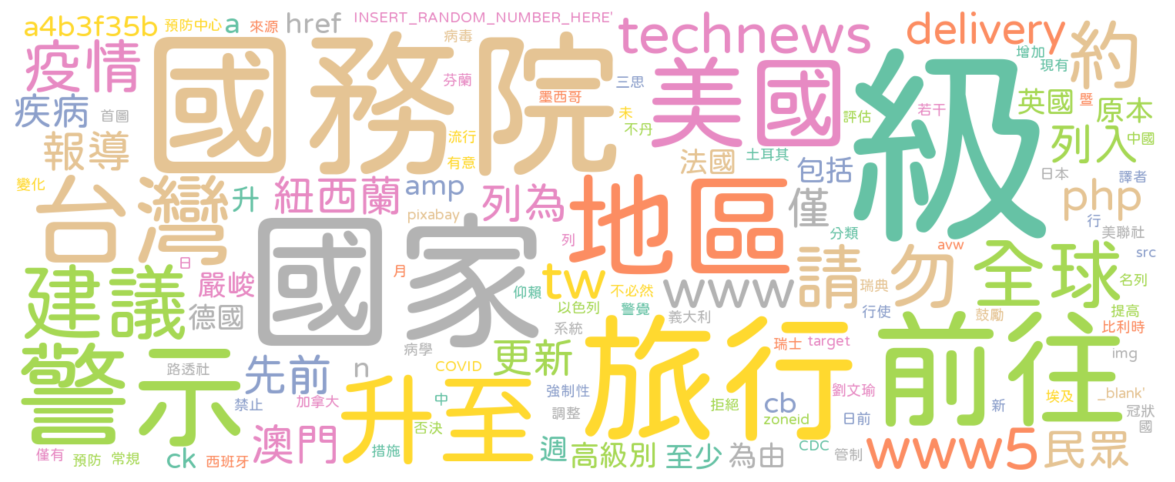 a4b3f35b
預防中心
a
來源
href
INSERT_RANDOM_NUMBER_HERE'
technews
delivery
約
疫情
國務院
病毒
芬蘭
墨西哥
三思
美國
級
增加
現有
疾病
首圖
報導
流行
有意
未
不丹
評估
若干
英國
暨
原本
中國
列入
法國
土耳其
包括
日本
譯者
變化
台灣
升
紐西蘭
amp
pixabay
列為
地區
僅
分類
php
行
美聯社
建議
日
嚴峻
德國
國家
月
列
仰賴
tw
不必然
以色列
警覺
www
義大利
請勿
瑞典
行使
avw
全球
鼓勵
src
名列
提高
比利時
警示
路透社
先前
禁止
加拿大
n
病學
COVID
更新
系統
強制性
調整
旅行
瑞士
target
劉文瑜
拒絕
cb
zoneid
日前
前往
新
img
埃及
_blank'
冠狀
國
僅有
預防
常規
ck
西班牙
澳門
升至
中
否決
措施
週
高級別
至少
為由
CDC
管制
www5
民眾